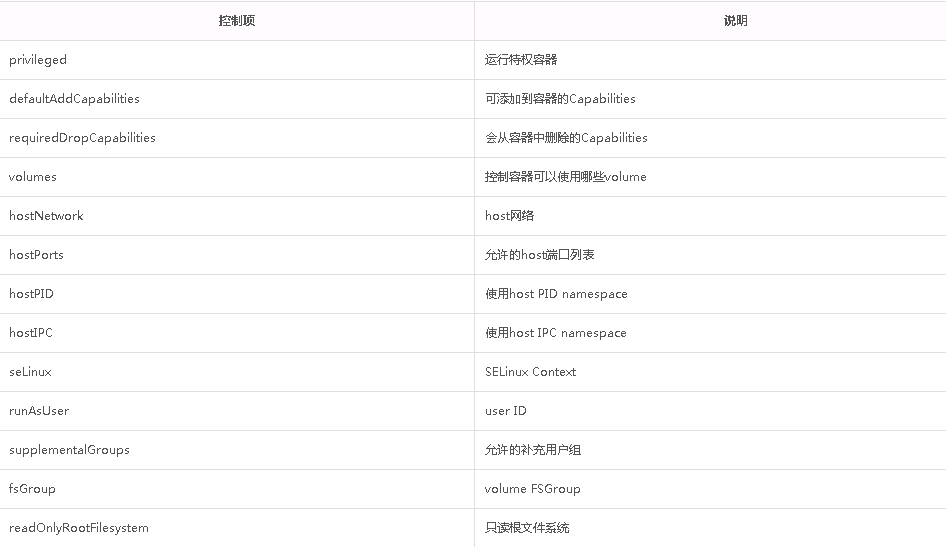 控制项 说明
privileged 运行特权容器
defaultAddCapabilities 可添加到容器的Capabilities
requiredDropCapabilities 会从容器中删除的Capabilities
volumes 控制容器可以使用哪些volume
hostNetwork host网络
hostPorts 允许的host端口列表
hostPID 使用host PID namespace
hostIPC 使用host IPC namespace
seLinux SELinux Context
runAsUser user ID
supplementalGroups 允许的补充用户组
fsGroup volume FSGroup
readOnlyRootFilesystem 只读根文件系统